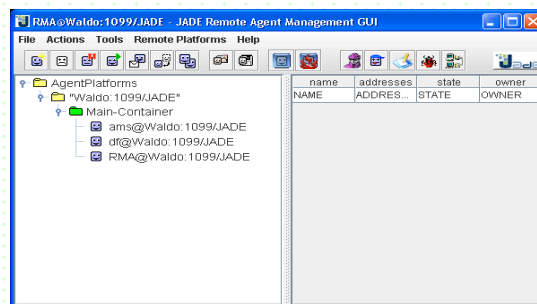 RMA@Waldo:1099/JADE - JADE Remote Agent Management GUI
File Actions Tools Remote Platforms Help
Jade
AgentPlatforms
"Waldo:1099/JADE"
Main-Container
ams@Waldo:1099/JADE
df@Waldo:1099/JADE
RMA@Waldo:1099/JADE
name addresses state owner
NAME ADDRES... STATE OWNER